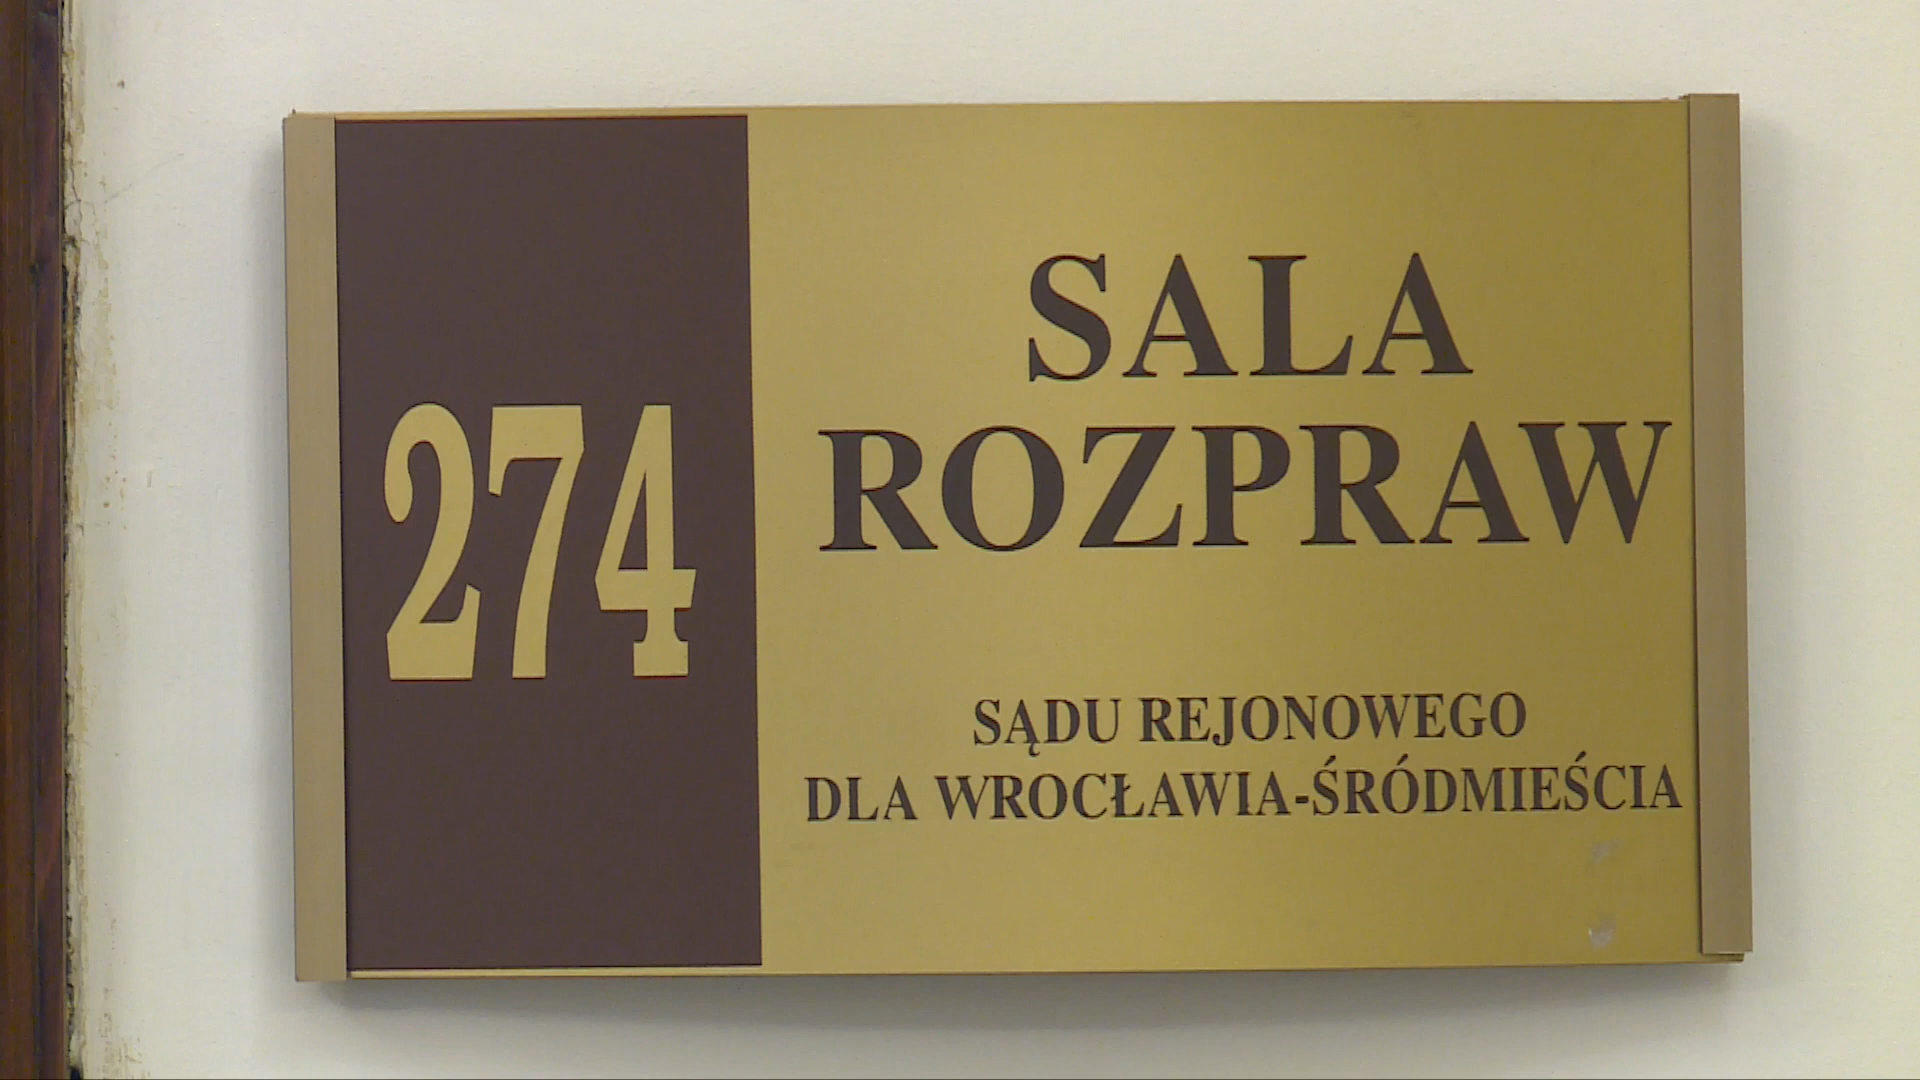 274
SALA
ROZPRAW
SĄDU REJONOWEGO
DLA WROCŁAWIA-ŚRÓDMIEŚCIA